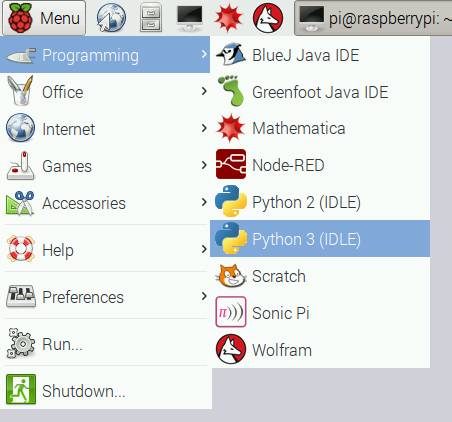 Menu
pi@raspberrypi: ~
Programming
Office
Internet
Games
Accessories
Help
Preferences
Run...
Shutdown...
BlueJ Java IDE
Greenfoot Java IDE
Mathematica
Node-RED
Python 2 (IDLE)
Python 3 (IDLE)
Scratch
Sonic Pi
Wolfram